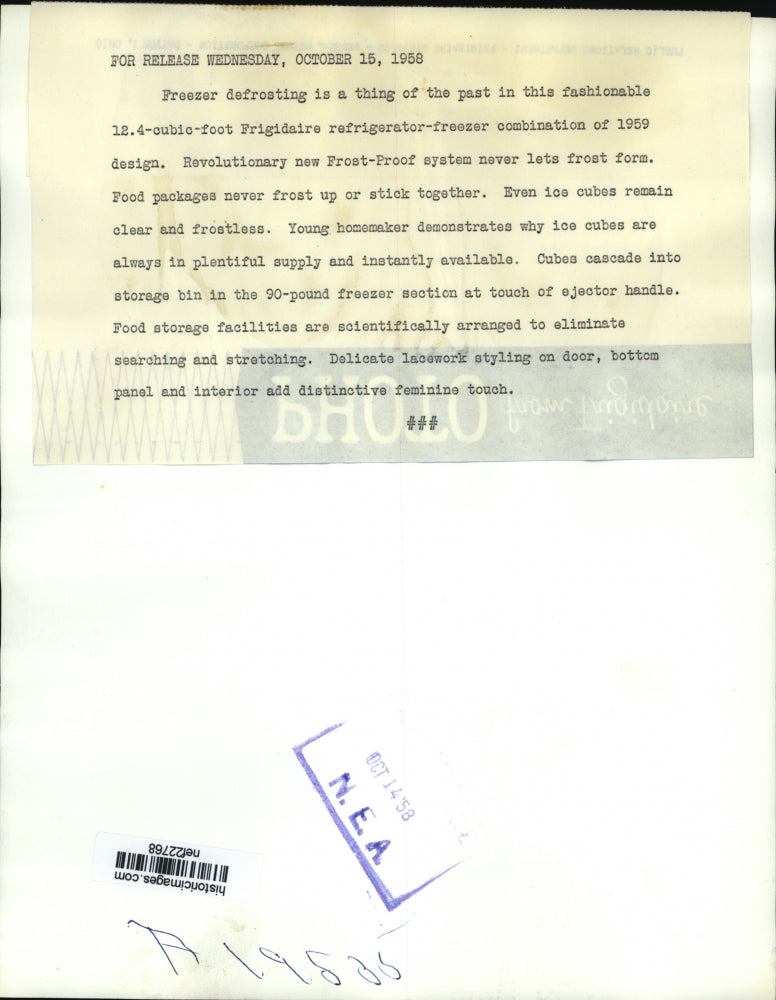 FOR RELEASE WEDNESDAY, OCTOBER 15, 1958
Freezer defrosting is a thing of the past in this fashionable
12.4-cubic-foot Frigidaire refrigerator-freezer combination of 1959
design. Revolutionary new Frost-Proof system never lets frost form.
Food packages never frost up or stick together. Even ice cubes remain
clear and frostless. Young homemaker demonstrates why ice cubes are
always in plentiful supply and instantly available. Cubes cascade into
storage bin in the 90-pound freezer section at touch of ejector handle.
Food storage facilities are scientifically arranged to eliminate
searching and stretching. Delicate lacework styling on door, bottom
panel and interior add distinctive feminine touch.
###
PHOTO
from Frigidaire
OCT 14 '58
N. E. A.
historicimages.com
nef22768